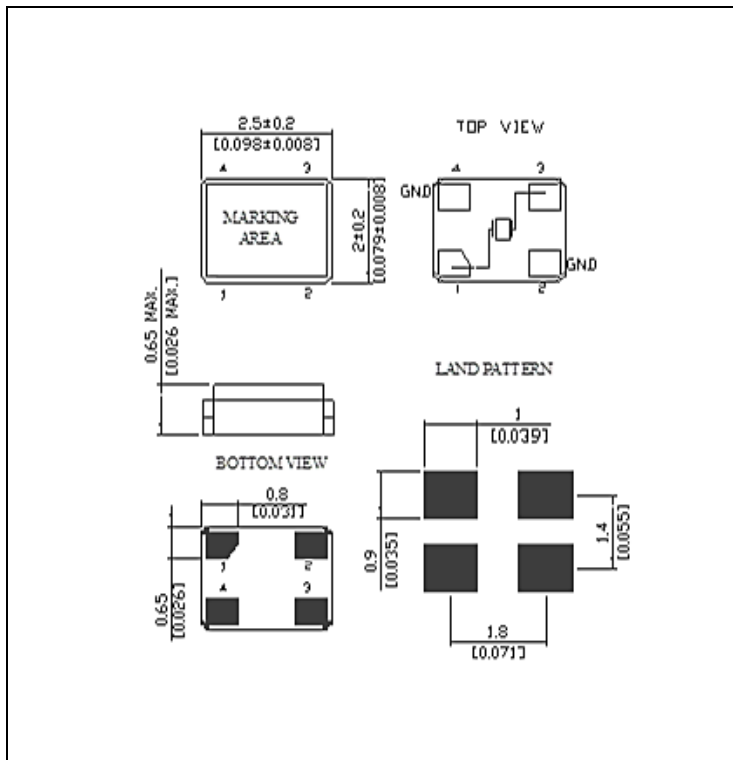 2.5±0.2
[0.098±0.008]
TOP VIEW
4 3
4 3
GND
MARKING
AREA
2±0.2
[0.079±0.008]
GND
1 2
1 2
0.65 MAX.
[0.026 MAX.]
LAND PATTERN
1
[0.039]
BOTTOM VIEW
0.8
[0.031]
1 2
4 3
0.65
[0.026]
0.9
[0.035]
1.4
[0.055]
1.8
[0.071]